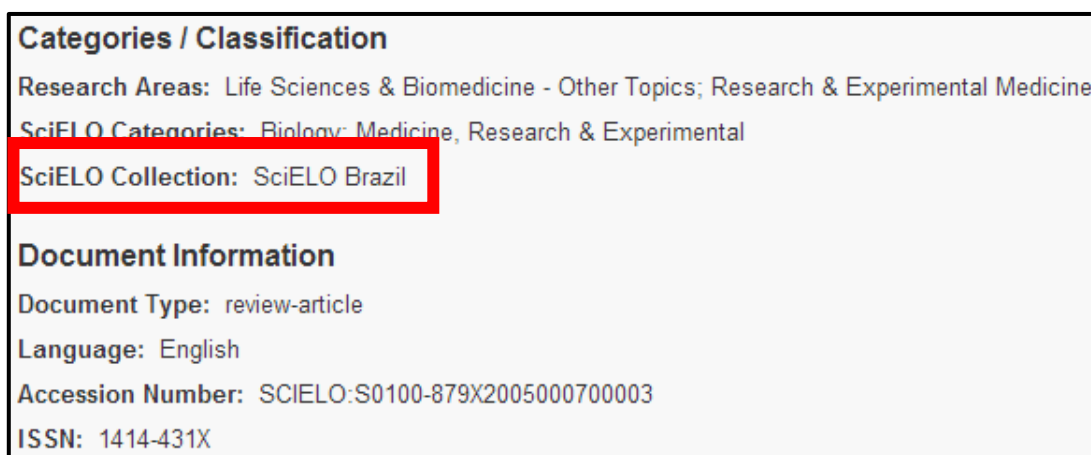 Categories / Classification
Research Areas: Life Sciences & Biomedicine - Other Topics; Research & Experimental Medicine
SciELO Categories: Biology; Medicine, Research & Experimental
SciELO Collection: SciELO Brazil
Document Information
Document Type: review-article
Language: English
Accession Number: SCIELO:S0100-879X2005000700003
ISSN: 1414-431X